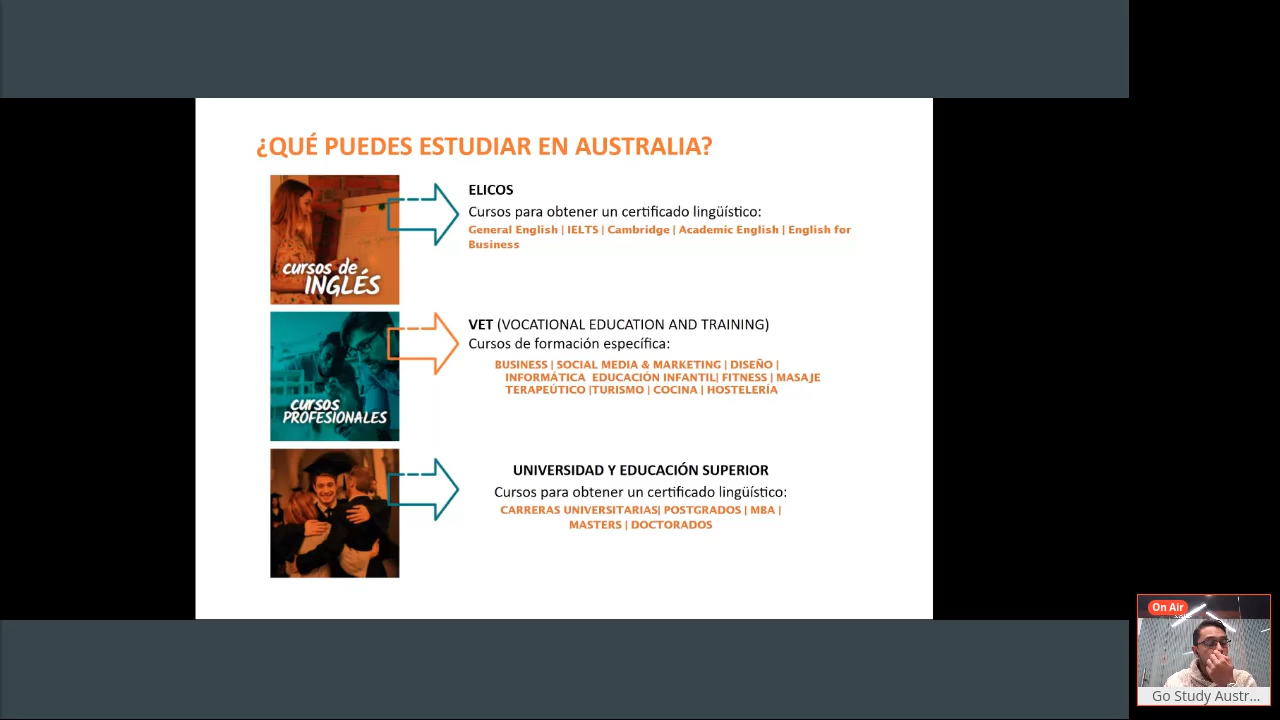 ¿QUÉ PUEDES ESTUDIAR EN AUSTRALIA?
cursos de
INGLÉS
ELICOS
Cursos para obtener un certificado lingüístico:
General English | IELTS | Cambridge | Academic English | English for
Business
cursos
PROFESIONALES
VET (VOCATIONAL EDUCATION AND TRAINING)
Cursos de formación específica:
BUSINESS | SOCIAL MEDIA & MARKETING | DISEÑO |
INFORMÁTICA EDUCACIÓN INFANTIL| FITNESS | MASAJE
TERAPEÚTICO |TURISMO | COCINA | HOSTELERÍA
UNIVERSIDAD Y EDUCACIÓN SUPERIOR
Cursos para obtener un certificado lingüístico:
CARRERAS UNIVERSITARIAS| POSTGRADOS | MBA |
MASTERS | DOCTORADOS
On Air
Go Study Austr...